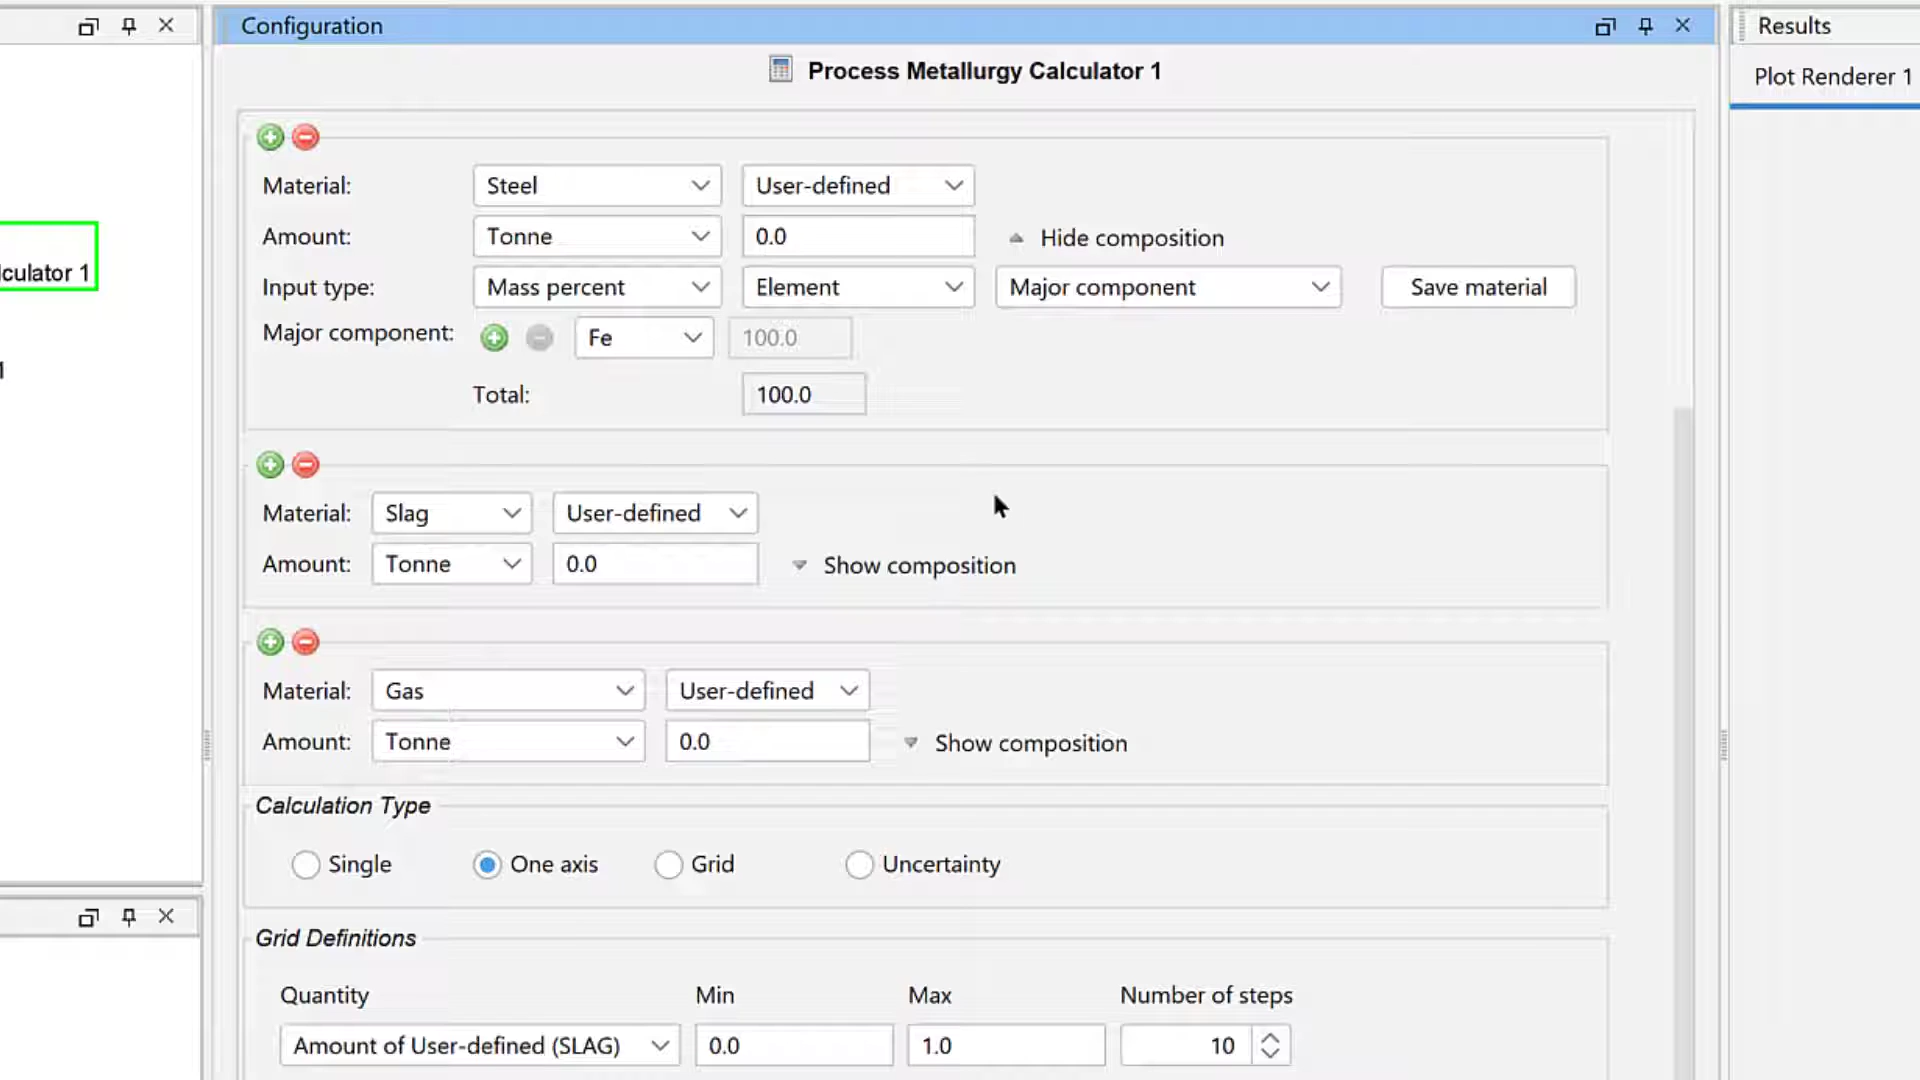 Configuration
Results
Process Metallurgy Calculator 1
Plot Renderer 1
Material: Steel User-defined
Amount: Tonne 0.0 Hide composition
lculator 1
Input type: Mass percent Element Major component Save material
Major component: Fe 100.0
Total: 100.0
Material: Slag User-defined
Amount: Tonne 0.0 Show composition
Material: Gas User-defined
Amount: Tonne 0.0 Show composition
Calculation Type
Single One axis Grid Uncertainty
Grid Definitions
Quantity Min Max Number of steps
Amount of User-defined (SLAG) 0.0 1.0 10